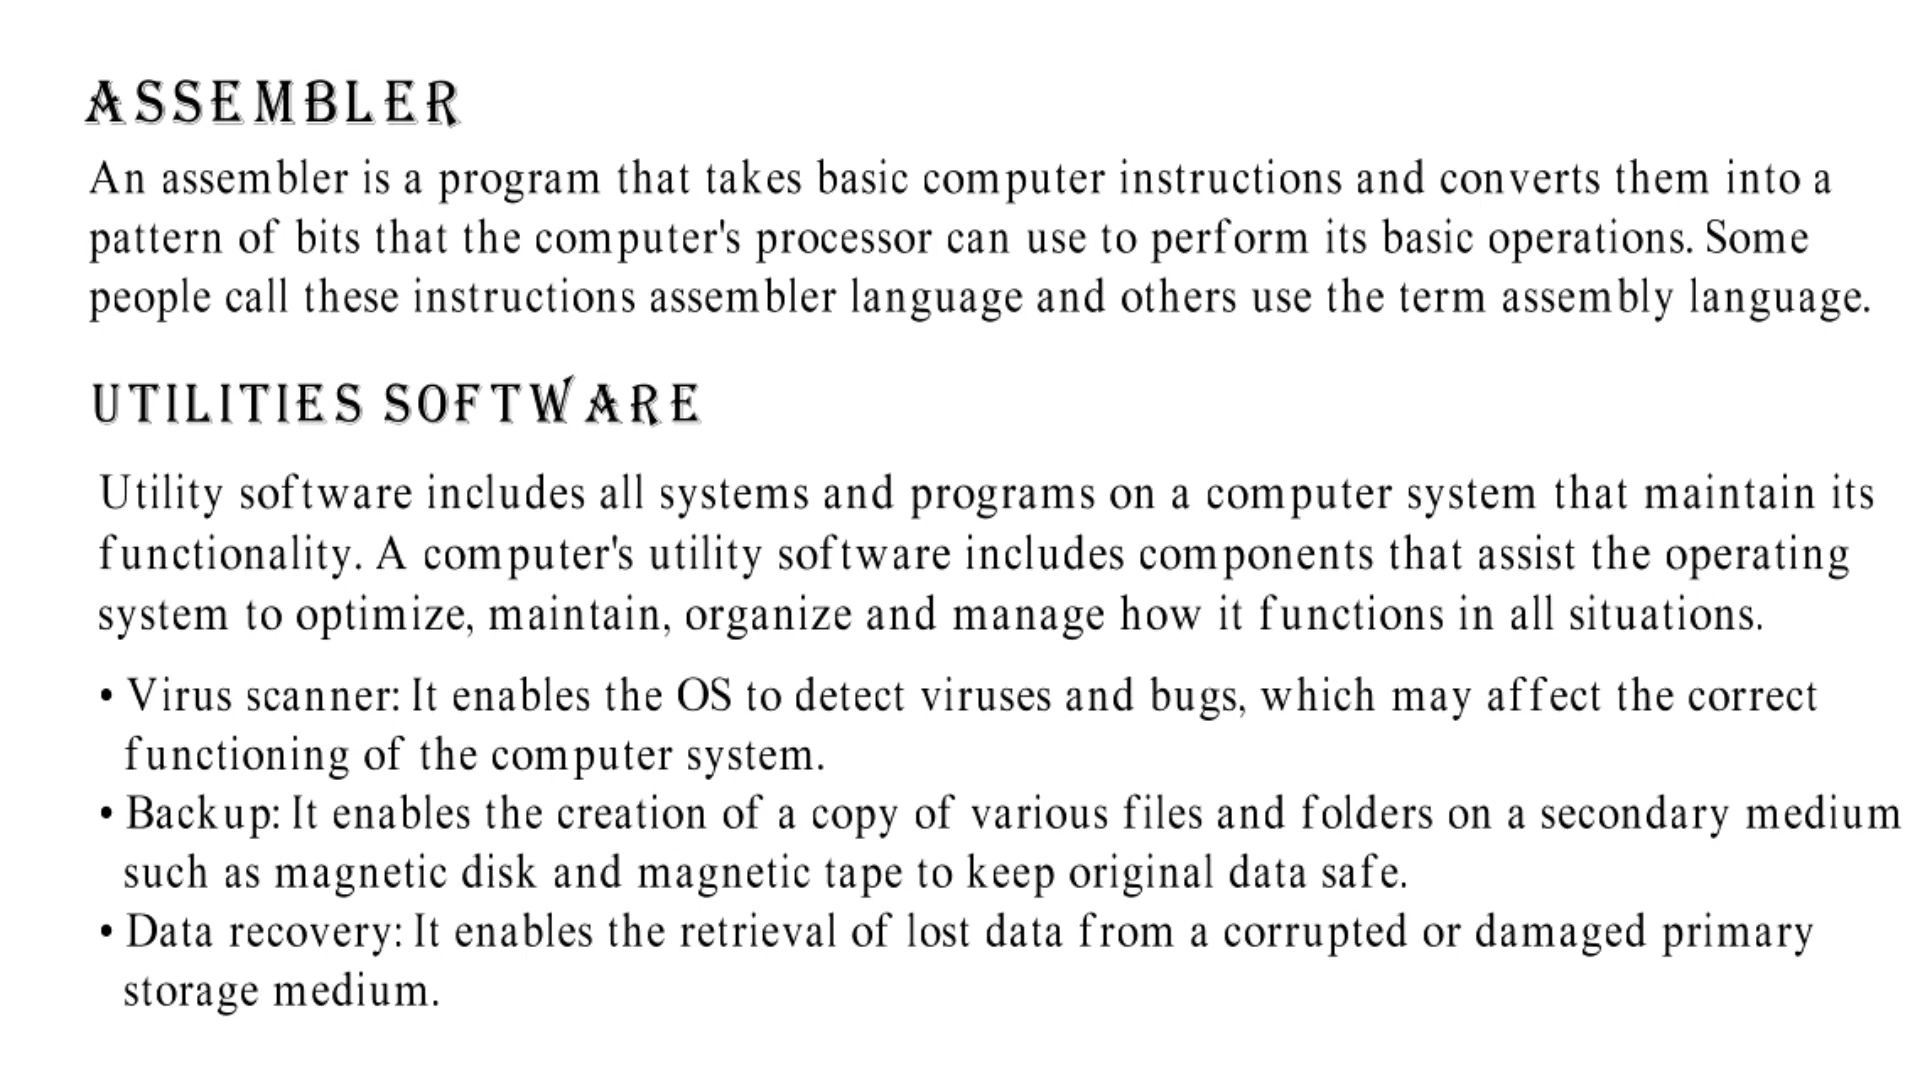 ASSEMBLER
An assembler is a program that takes basic computer instructions and converts them into a
pattern of bits that the computer's processor can use to perform its basic operations. Some
people call these instructions assembler language and others use the term assembly language.
UTILITIES SOFTWARE
Utility software includes all systems and programs on a computer system that maintain its
functionality. A computer's utility software includes components that assist the operating
system to optimize, maintain, organize and manage how it functions in all situations.
• Virus scanner: It enables the OS to detect viruses and bugs, which may affect the correct
functioning of the computer system.
• Backup: It enables the creation of a copy of various files and folders on a secondary medium
such as magnetic disk and magnetic tape to keep original data safe.
• Data recovery: It enables the retrieval of lost data from a corrupted or damaged primary
storage medium.